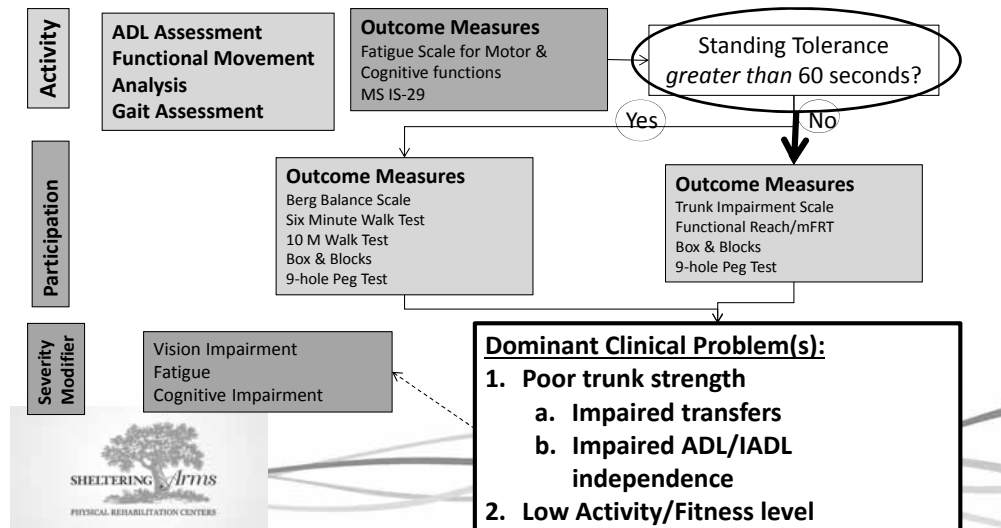 Activity
ADL Assessment
Functional Movement
Analysis
Gait Assessment
Outcome Measures
Fatigue Scale for Motor &
Cognitive functions
MS IS-29
Standing Tolerance
greater than 60 seconds?
Yes
No
Participation
Outcome Measures
Berg Balance Scale
Six Minute Walk Test
10 M Walk Test
Box & Blocks
9-hole Peg Test
Outcome Measures
Trunk Impairment Scale
Functional Reach/mFRT
Box & Blocks
9-hole Peg Test
Severity
Modifier
Vision Impairment
Fatigue
Cognitive Impairment
Dominant Clinical Problem(s):
1. Poor trunk strength
a. Impaired transfers
b. Impaired ADL/IADL
independence
2. Low Activity/Fitness level
SHELTERING Arms
PHYSICAL REHABILITATION CENTERS